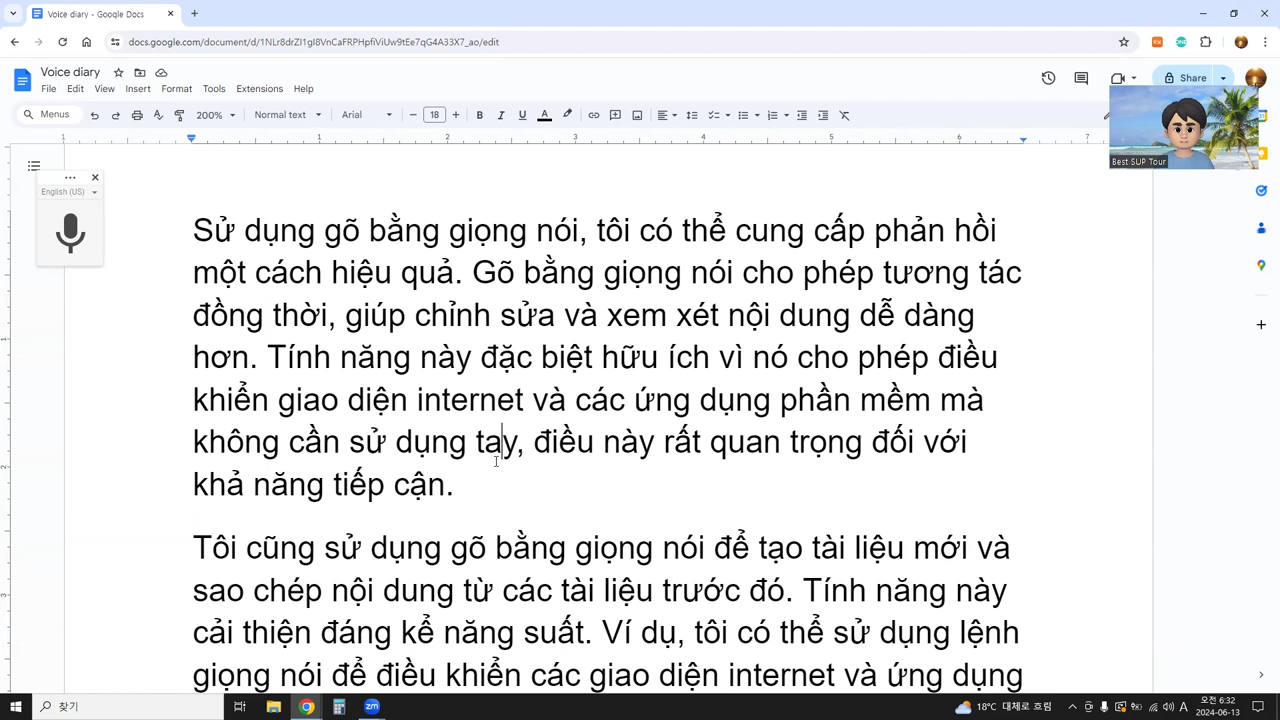 Voice diary - Google Docs
docs.google.com/document/d/1NLr8drZI1gI8VnCaFRPHpfiViUw9tEe7qG4A33X7_ao/edit
Voice diary
File Edit View Insert Format Tools Extensions Help
Share
Menus 200% Normal text Arial 18 B I U A
1 1 2 3 4 5 6 7
Best SUP Tour
English (US)
Sử dụng gõ bằng giọng nói, tôi có thể cung cấp phản hồi
một cách hiệu quả. Gõ bằng giọng nói cho phép tương tác
đồng thời, giúp chỉnh sửa và xem xét nội dung dễ dàng
hơn. Tính năng này đặc biệt hữu ích vì nó cho phép điều
khiển giao diện internet và các ứng dụng phần mềm mà
không cần sử dụng tay, điều này rất quan trọng đối với
khả năng tiếp cận.
Tôi cũng sử dụng gõ bằng giọng nói để tạo tài liệu mới và
sao chép nội dung từ các tài liệu trước đó. Tính năng này
cải thiện đáng kể năng suất. Ví dụ, tôi có thể sử dụng lệnh
giọng nói để điều khiển các giao diện internet và ứng dụng
찾기
18°C 대체로 흐림
A
오전 6:32
2024-06-13